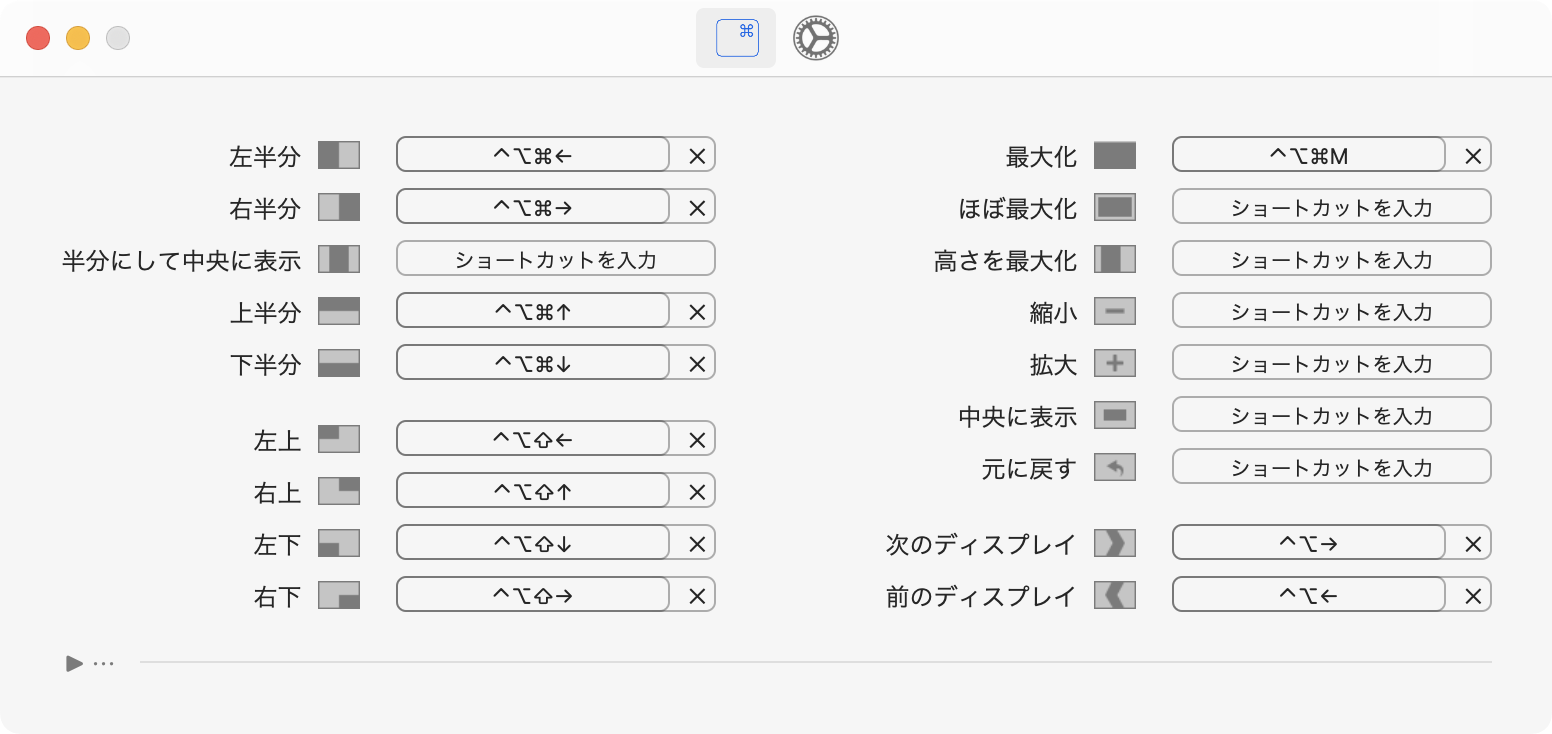 ⌘
左半分 ^⌥⌘← ×
右半分 ^⌥⌘→ ×
半分にして中央に表示 ショートカットを入力
上半分 ^⌥⌘↑ ×
下半分 ^⌥⌘↓ ×
左上 ^⌥⇧← ×
右上 ^⌥⇧↑ ×
左下 ^⌥⇧↓ ×
右下 ^⌥⇧→ ×
最大化 ^⌥⌘M ×
ほぼ最大化 ショートカットを入力
高さを最大化 ショートカットを入力
縮小 ショートカットを入力
拡大 ショートカットを入力
中央に表示 ショートカットを入力
元に戻す ショートカットを入力
次のディスプレイ ^⌥→ ×
前のディスプレイ ^⌥← ×
▶ ···